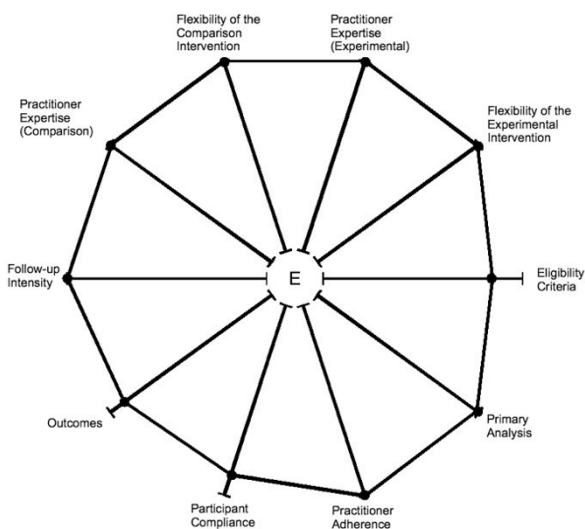 Flexibility of the
Comparison
Intervention
Practitioner
Expertise
(Experimental)
Practitioner
Expertise
(Comparison)
Flexibility of the
Experimental
Intervention
Follow-up
Intensity
E
Eligibility
Criteria
Outcomes
Primary
Analysis
Participant
Compliance
Practitioner
Adherence